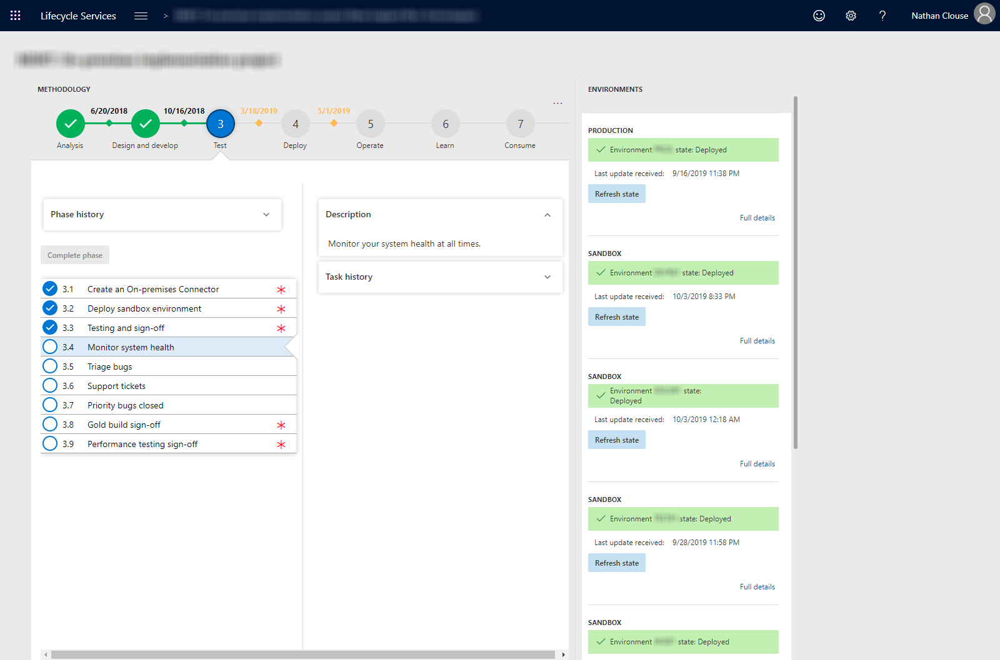 Lifecycle Services
>
?
Nathan Clouse
METHODOLOGY
...
6/20/2018
10/16/2018
3/18/2019
5/1/2019
3
4
5
6
7
Analysis
Design and develop
Test
Deploy
Operate
Learn
Consume
Phase history
Complete phase
3.1 Create an On-premises Connector *
3.2 Deploy sandbox environment *
3.3 Testing and sign-off *
3.4 Monitor system health
3.5 Triage bugs
3.6 Support tickets
3.7 Priority bugs closed
3.8 Gold build sign-off *
3.9 Performance testing sign-off *
Description
Monitor your system health at all times.
Task history
ENVIRONMENTS
PRODUCTION
Environment state: Deployed
Last update received: 9/16/2019 11:38 PM
Refresh state
Full details
SANDBOX
Environment state: Deployed
Last update received: 10/3/2019 8:33 PM
Refresh state
Full details
SANDBOX
Environment state:
Deployed
Last update received: 10/3/2019 12:18 AM
Refresh state
Full details
SANDBOX
Environment state: Deployed
Last update received: 9/28/2019 11:58 PM
Refresh state
Full details
SANDBOX
Environment state: Deployed